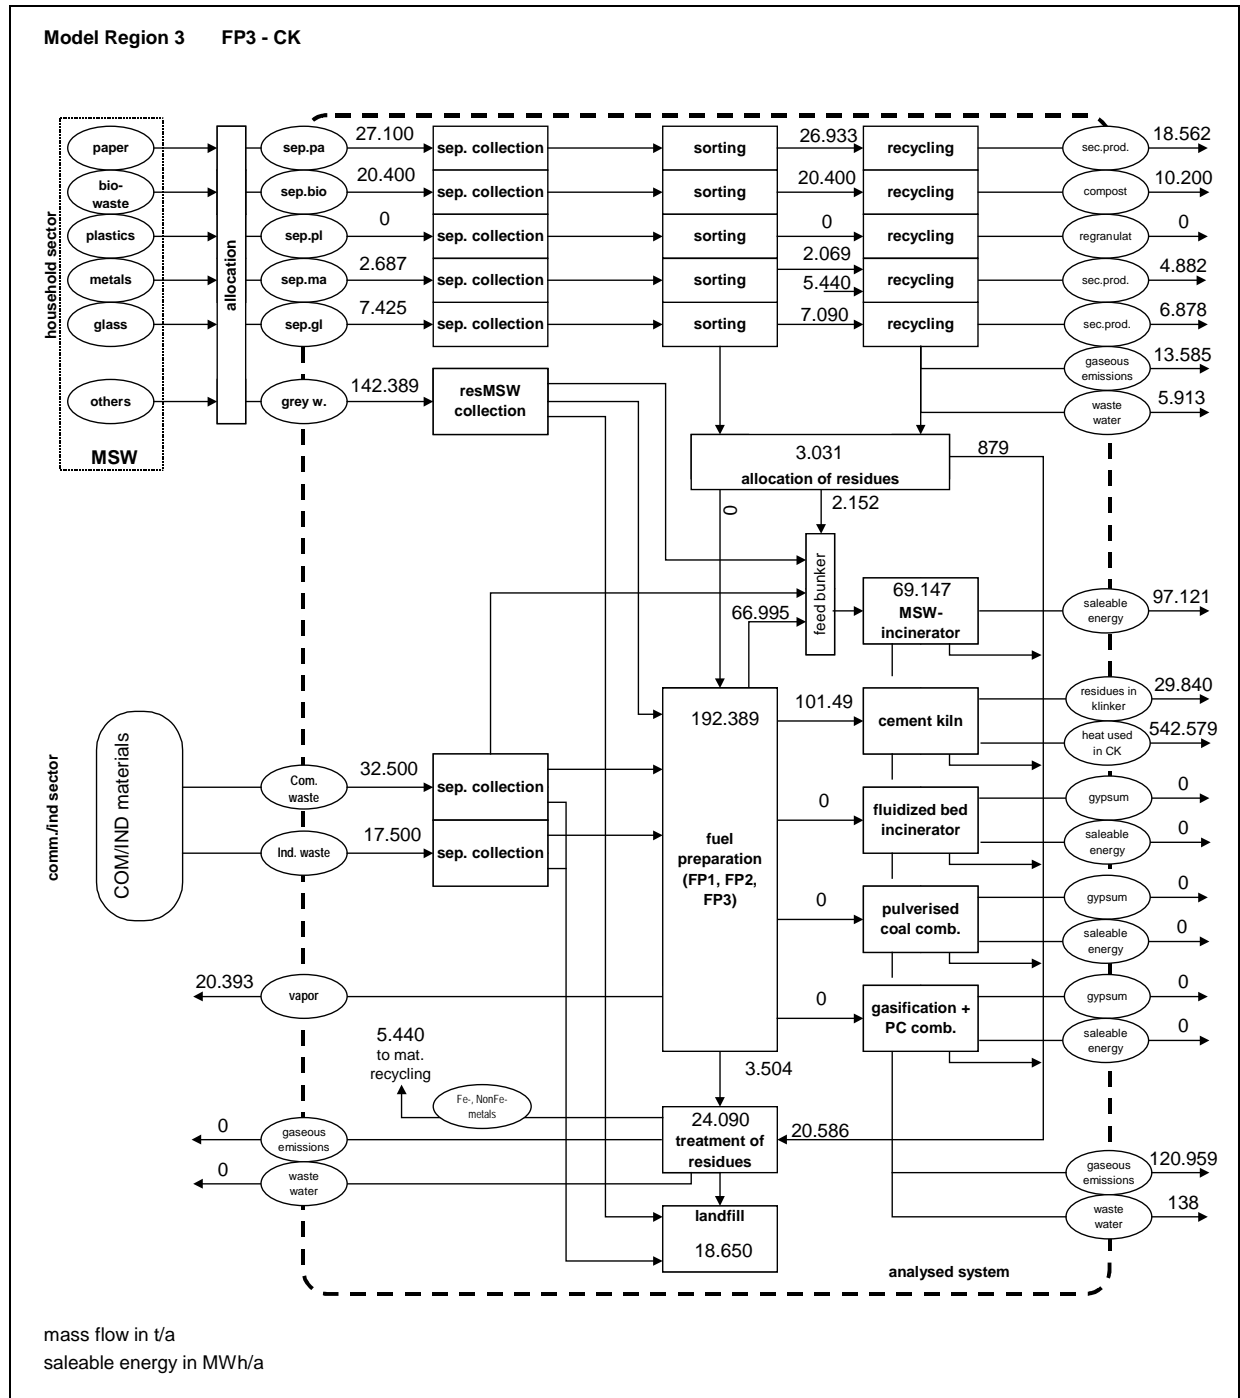 Model Region 3 FP3 - CK
household sector
paper
bio-
waste
plastics
metals
glass
others
MSW
allocation
sep.pa
27.100
sep. collection
sorting
26.933
recycling
sec.prod.
18.562
sep.bio
20.400
sep. collection
sorting
20.400
recycling
compost
10.200
sep.pl
0
sep. collection
sorting
0
recycling
regranulat
0
sep.ma
2.687
sep. collection
sorting
2.069
5.440
recycling
sec.prod.
4.882
sep.gl
7.425
sep. collection
sorting
7.090
recycling
sec.prod.
6.878
gaseous
emissions
13.585
waste
water
5.913
grey w.
142.389
resMSW
collection
3.031
allocation of residues
879
0
2.152
feed bunker
66.995
69.147
MSW-
incinerator
saleable
energy
97.121
comm./ind sector
COM/IND materials
Com.
waste
32.500
sep. collection
Ind. waste
17.500
sep. collection
192.389
fuel
preparation
(FP1, FP2,
FP3)
101.49
cement kiln
residues in
klinker
29.840
heat used
in CK
542.579
0
fluidized bed
incinerator
gypsum
0
saleable
energy
0
0
pulverised
coal comb.
gypsum
0
saleable
energy
0
0
gasification +
PC comb.
gypsum
0
saleable
energy
0
20.393
vapor
5.440
to mat.
recycling
Fe-, NonFe-
metals
3.504
24.090
treatment of
residues
20.586
0
gaseous
emissions
0
waste
water
landfill
18.650
gaseous
emissions
120.959
waste
water
138
analysed system
mass flow in t/a
saleable energy in MWh/a